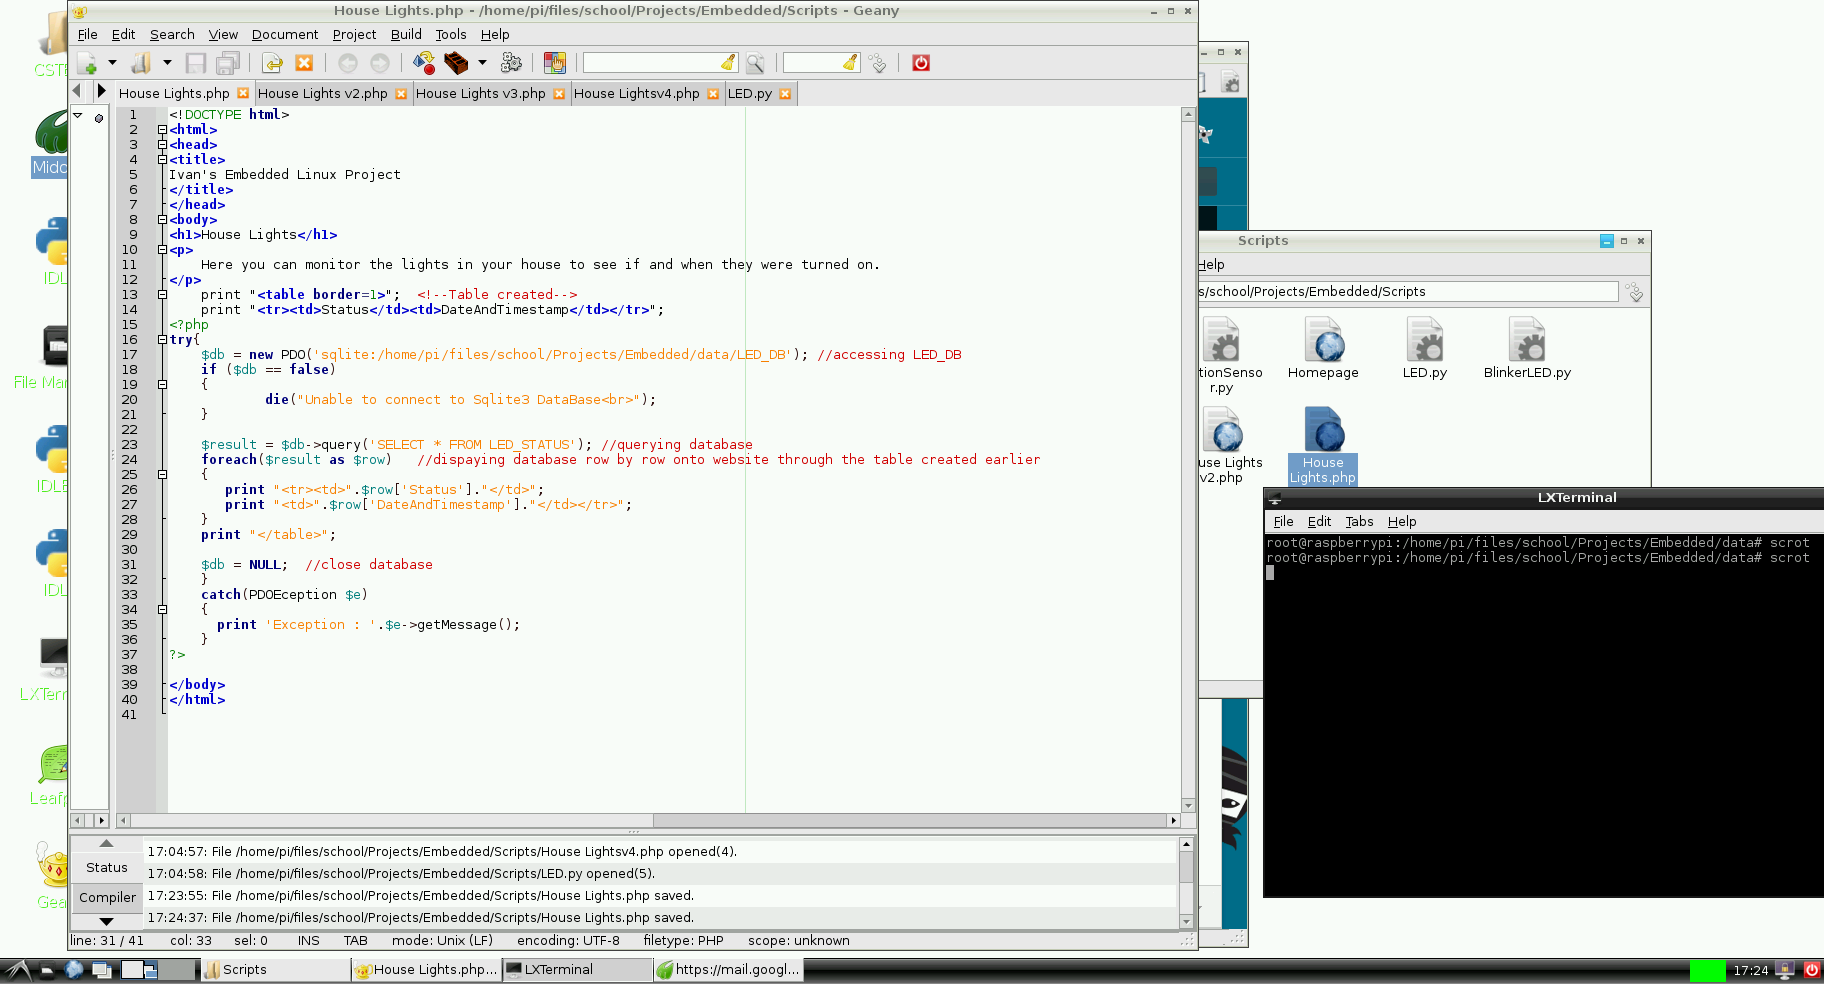 House Lights.php - /home/pi/files/school/Projects/Embedded/Scripts - Geany
File Edit Search View Document Project Build Tools Help
House Lights.php House Lights v2.php House Lights v3.php House Lightsv4.php LED.py
1 <!DOCTYPE html>
2 <html>
3 <head>
4 <title>
5 Ivan's Embedded Linux Project
6 </title>
7 </head>
8 <body>
9 <h1>House Lights</h1>
10 <p>
11 Here you can monitor the lights in your house to see if and when they were turned on.
12 </p>
13 print "<table border=1>"; <!--Table created-->
14 print "<tr><td>Status</td><td>DateAndTimestamp</td></tr>";
15 <?php
16 try{
17 $db = new PDO('sqlite:/home/pi/files/school/Projects/Embedded/data/LED_DB'); //accessing LED_DB
18 if ($db == false)
19 {
20 die("Unable to connect to Sqlite3 DataBase<br>");
21 }
22
23 $result = $db->query('SELECT * FROM LED_STATUS'); //querying database
24 foreach($result as $row) //dispaying database row by row onto website through the table created earlier
25 {
26 print "<tr><td>".$row['Status']."</td>";
27 print "<td>".$row['DateAndTimestamp']."</td></tr>";
28 }
29 print "</table>";
30
31 $db = NULL; //close database
32 }
33 catch(PDOEception $e)
34 {
35 print 'Exception : '.$e->getMessage();
36 }
37 ?>
38
39 </body>
40 </html>
41
Status
Compiler
17:04:57: File /home/pi/files/school/Projects/Embedded/Scripts/House Lightsv4.php opened(4).
17:04:58: File /home/pi/files/school/Projects/Embedded/Scripts/LED.py opened(5).
17:23:55: File /home/pi/files/school/Projects/Embedded/Scripts/House Lights.php saved.
17:24:37: File /home/pi/files/school/Projects/Embedded/Scripts/House Lights.php saved.
line: 31 / 41 col: 33 sel: 0 INS TAB mode: Unix (LF) encoding: UTF-8 filetype: PHP scope: unknown
CSTE
Mido
IDL
File Mar
IDLE
IDL
LXTerr
Leafp
Gea
Scripts
Help
s/school/Projects/Embedded/Scripts
tionSenso
r.py
Homepage
LED.py
BlinkerLED.py
use Lights
v2.php
House
Lights.php
LXTerminal
File Edit Tabs Help
root@raspberrypi:/home/pi/files/school/Projects/Embedded/data# scrot
root@raspberrypi:/home/pi/files/school/Projects/Embedded/data# scrot
Scripts House Lights.php... LXTerminal https://mail.googl... 17:24